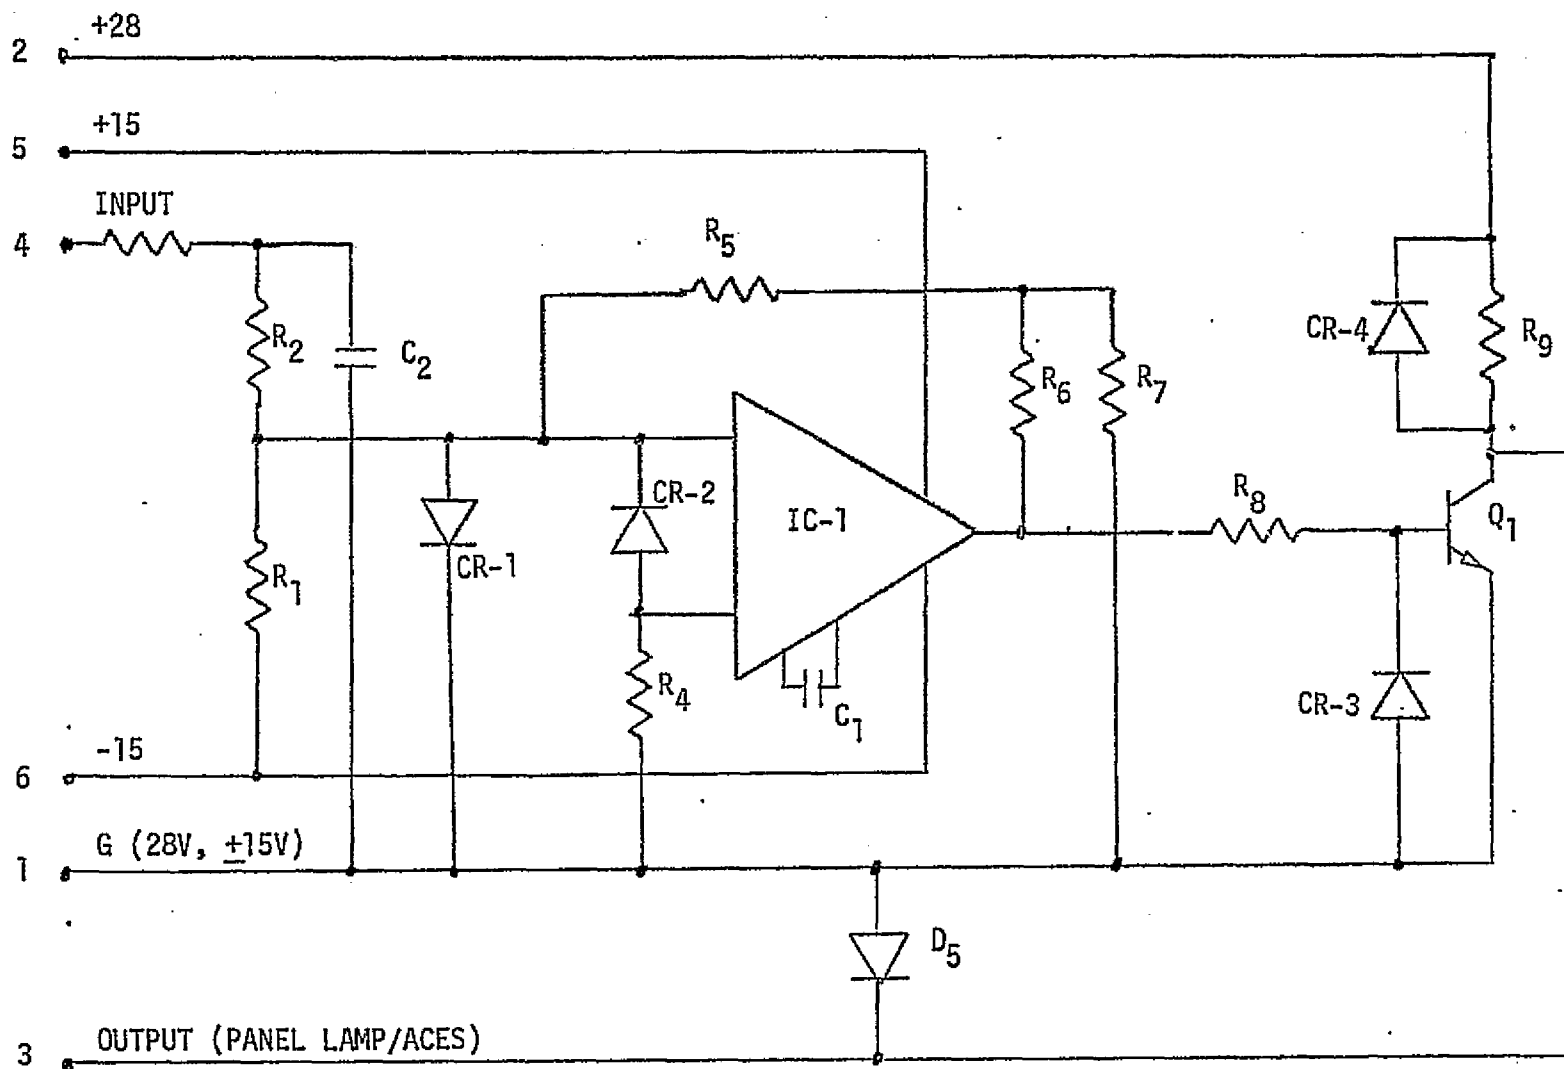 2 +28
5 +15
4 INPUT
R5
R2
C2
R6
R7
CR-4
R9
CR-2
IC-1
R8
Q1
CR-1
R1
R4
C1
CR-3
6 -15
1 G (28V, ±15V)
D5
3 OUTPUT (PANEL LAMP/ACES)